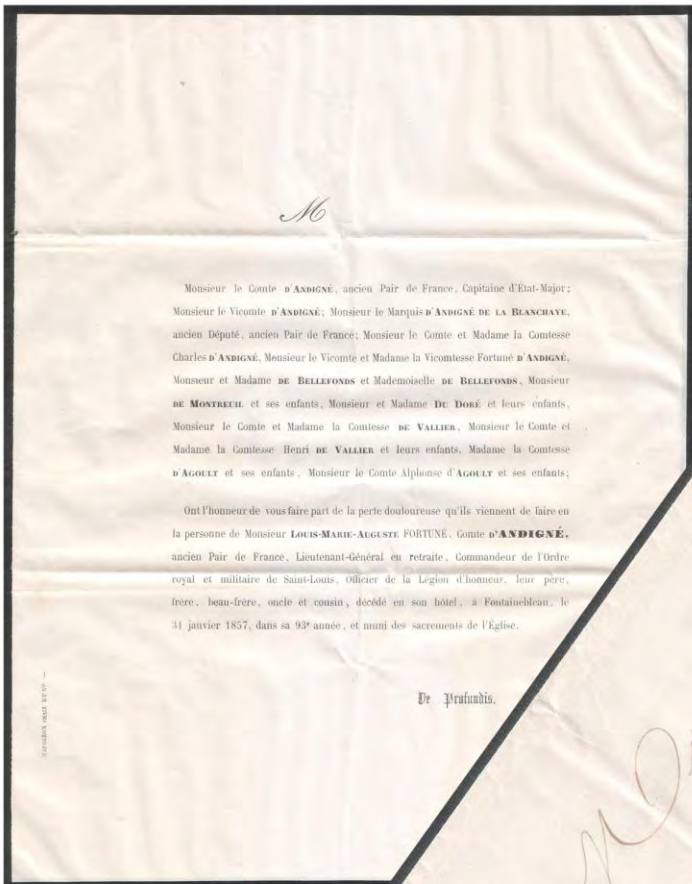 M
Monsieur le Comte D'ANDIGNÉ, ancien Pair de France, Capitaine d'État-Major;
Monsieur le Vicomte D'ANDIGNÉ; Monsieur le Marquis D'ANDIGNÉ DE LA BLANCHAYE,
ancien Député, ancien Pair de France; Monsieur le Comte et Madame la Comtesse
Charles D'ANDIGNÉ, Monsieur le Vicomte et Madame la Vicomtesse Fortuné D'ANDIGNÉ,
Monsieur et Madame DE BELLEFONDS et Mademoiselle DE BELLEFONDS, Monsieur
DE MONTREUIL et ses enfants, Monsieur et Madame DU DORÉ et leurs enfants,
Monsieur le Comte et Madame la Comtesse DE VALLIER, Monsieur le Comte et
Madame la Comtesse Henri DE VALLIER et leurs enfants, Madame la Comtesse
D'AGOULT et ses enfants, Monsieur le Comte Alphonse d'AGOULT et ses enfants;
Ont l'honneur de vous faire part de la perte douloureuse qu'ils viennent de faire en
la personne de Monsieur LOUIS-MARIE-AUGUSTE FORTUNÉ, Comte D'ANDIGNÉ,
ancien Pair de France, Lieutenant-Général en retraite, Commandeur de l'Ordre
royal et militaire de Saint-Louis, Officier de la Légion d'honneur, leur père,
frère, beau-frère, oncle et cousin, décédé en son hôtel, à Fontainebleau, le
31 janvier 1857, dans sa 93e année, et muni des sacrements de l'Église.
De Profundis.